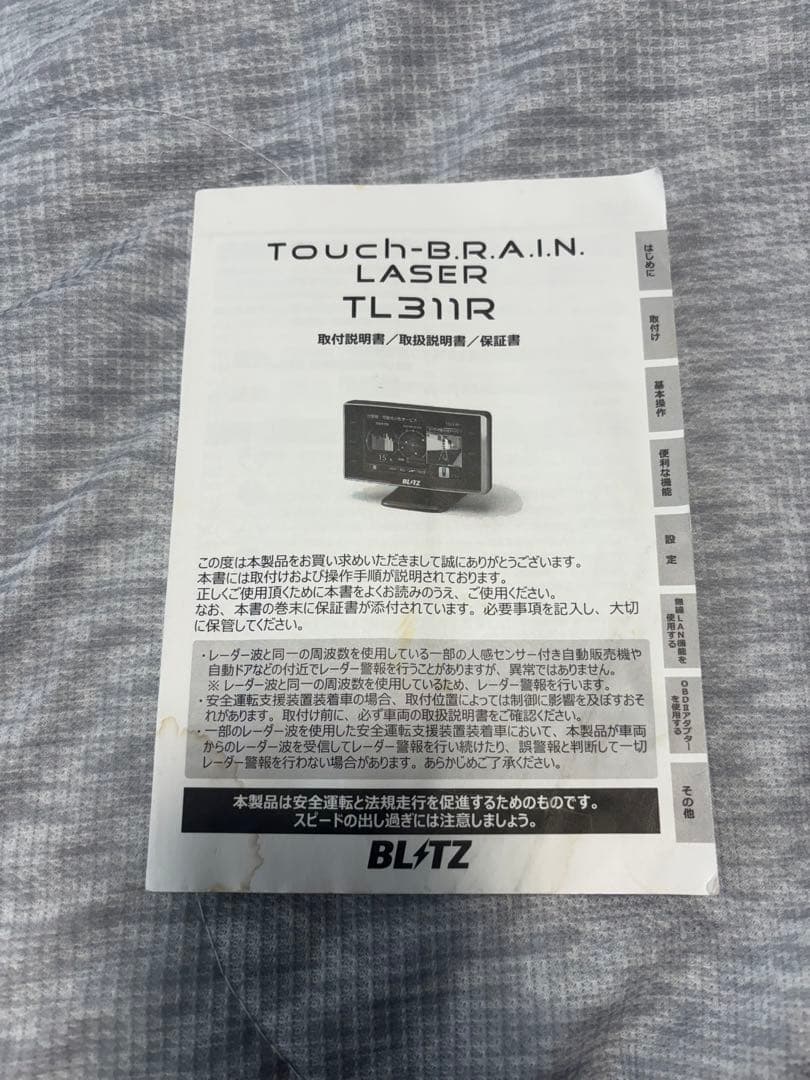 Touch-B.R.A.I.N.
LASER
TL311R
取付説明書／取扱説明書／保証書
BLITZ
この度は本製品をお買い求めいただきまして誠にありがとうございます。
本書には取付けおよび操作手順が説明されております。
正しくご使用頂くために本書をよくお読みのうえ、ご使用ください。
なお、本書の巻末に保証書が添付されています。必要事項を記入し、大切
に保管してください。
・レーダー波と同一の周波数を使用している一部の人感センサー付き自動販売機や
自動ドアなどの付近でレーダー警報を行うことがありますが、異常ではありません。
※ レーダー波と同一の周波数を使用しているため、レーダー警報を行います。
・安全運転支援装置装着車の場合、取付位置によっては制御に影響を及ぼすおそ
れがあります。取付け前に、必ず車両の取扱説明書をご確認ください。
・一部のレーダー波を使用した安全運転支援装置装着車において、本製品が車両
からのレーダー波を受信してレーダー警報を行い続けたり、誤警報と判断して一切
レーダー警報を行わない場合があります。あらかじめご了承ください。
本製品は安全運転と法規走行を促進するためのものです。
スピードの出し過ぎには注意しましょう。
BLITZ
はじめに
取付け
基本操作
便利な機能
設 定
無線LAN機能を
使用する
OBDⅡアダプター
を使用する
その他